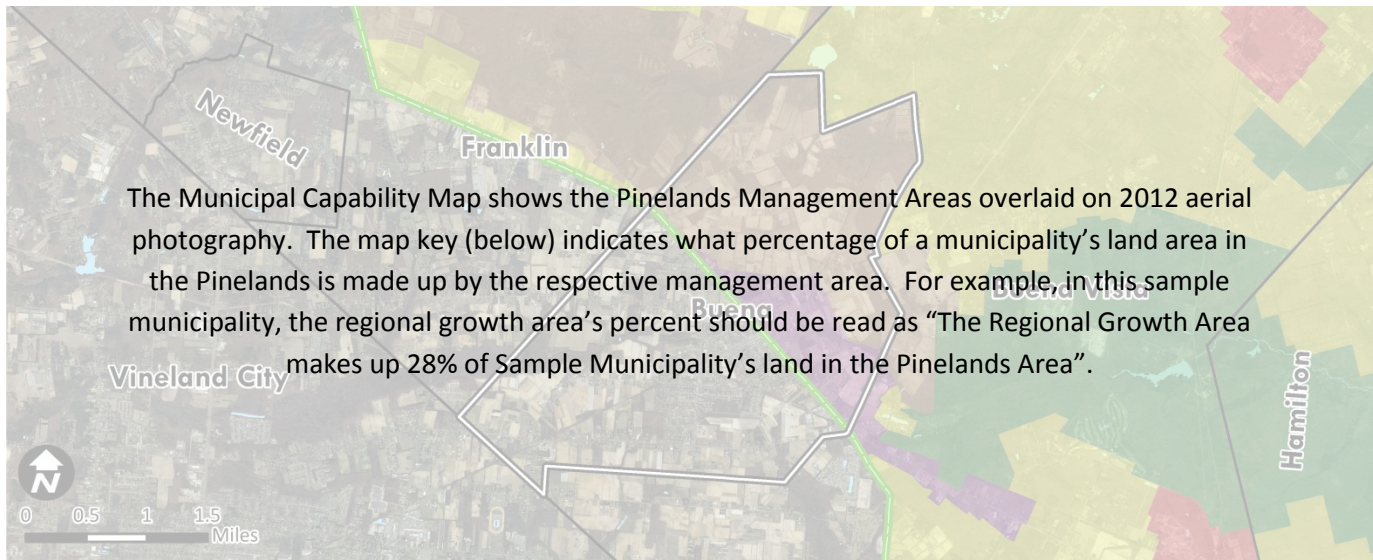 Newfield
Franklin
The Municipal Capability Map shows the Pinelands Management Areas overlaid on 2012 aerial
photography.  The map key (below) indicates what percentage of a municipality’s land area in
the Pinelands is made up by the respective management area.  For example, in this sample
Buena Vista
municipality, the regional growth area’s percent should be read as “The Regional Growth Area
Buena
makes up 28% of Sample Municipality’s land in the Pinelands Area”.
Vineland City
Hamilton
N
0 0.5 1 1.5
Miles